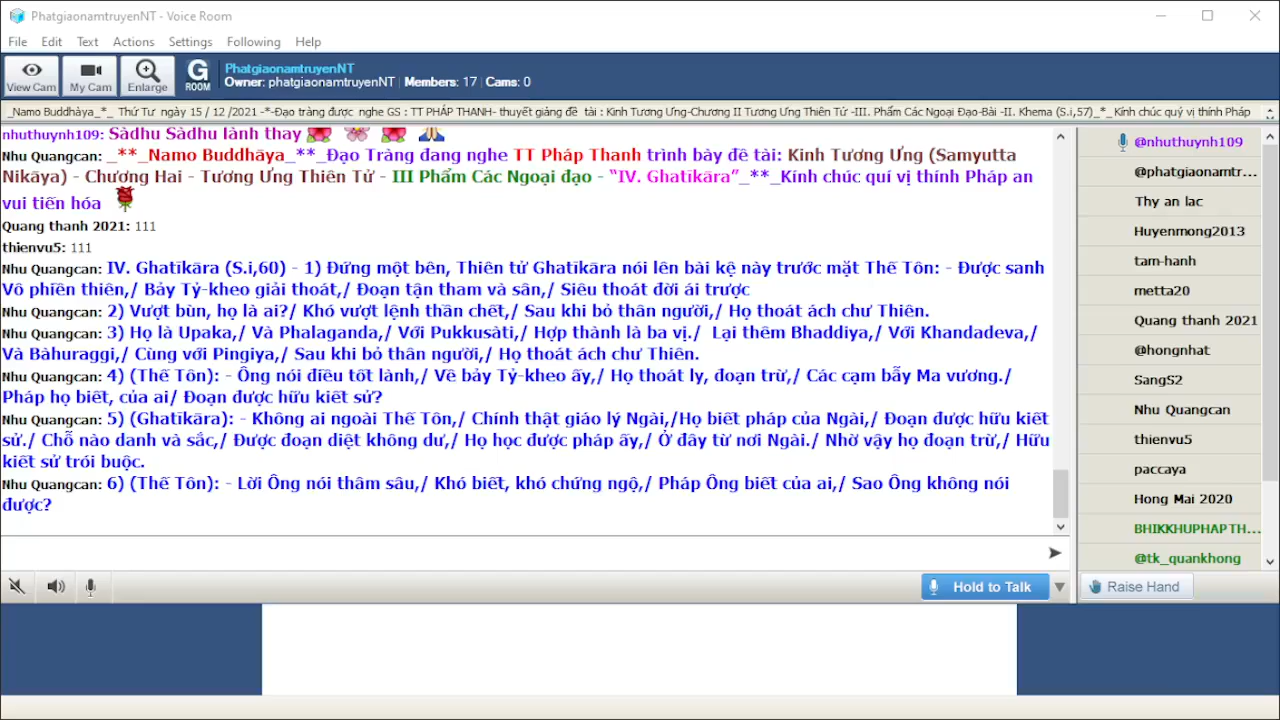 PhatgiaonamtruyenNT - Voice Room
File Edit Text Actions Settings Following Help
View Cam My Cam Enlarge G ROOM
PhatgiaonamtruyenNT
Owner: phatgiaonamtruyenNT Members: 17 Cams: 0
_Namo Buddhàya_*_ Thứ Tư ngày 15 / 12 /2021 -*-Đạo tràng được nghe GS : TT PHÁP THANH- thuyết giảng đề tài : Kinh Tương Ưng-Chương II Tương Ưng Thiên Tử -III. Phẩm Các Ngoại Đạo-Bài -II. Khema (S.i,57)_*_Kính chúc quý vị thính Pháp
nhuthuynh109: Sàdhu Sàdhu lành thay
Nhu Quangcan: _**_Namo Buddhāya_**_Đạo Tràng đang nghe TT Pháp Thanh trình bày đề tài: Kinh Tương Ưng (Samyutta
Nikāya) - Chương Hai - Tương Ưng Thiên Tử - III Phẩm Các Ngoại đạo - “IV. Ghatīkāra”_**_Kính chúc quí vị thính Pháp an
vui tiến hóa
Quang thanh 2021: 111
thienvu5: 111
Nhu Quangcan: IV. Ghatīkāra (S.i,60) - 1) Đứng một bên, Thiên tử Ghatīkāra nói lên bài kệ này trước mặt Thế Tôn: - Được sanh
Vô phiền thiên,/ Bảy Tỷ-kheo giải thoát,/ Đoạn tận tham và sân,/ Siêu thoát đời ái trược
Nhu Quangcan: 2) Vượt bùn, họ là ai?/ Khó vượt lệnh thần chết,/ Sau khi bỏ thân người,/ Họ thoát ách chư Thiên.
Nhu Quangcan: 3) Họ là Upaka,/ Và Phalaganda,/ Với Pukkusàti,/ Hợp thành là ba vị./ Lại thêm Bhaddiya,/ Với Khandadeva,/
Và Bàhuraggi,/ Cùng với Pingiya,/ Sau khi bỏ thân người,/ Họ thoát ách chư Thiên.
Nhu Quangcan: 4) (Thế Tôn): - Ông nói điều tốt lành,/ Về bảy Tỷ-kheo ấy,/ Họ thoát ly, đoạn trừ,/ Các cạm bẫy Ma vương./
Pháp họ biết, của ai/ Đoạn được hữu kiết sử?
Nhu Quangcan: 5) (Ghatīkāra): - Không ai ngoài Thế Tôn,/ Chính thật giáo lý Ngài,/Họ biết pháp của Ngài,/ Đoạn được hữu kiết
sử./ Chỗ nào danh và sắc,/ Được đoạn diệt không dư,/ Họ học được pháp ấy,/ Ở đây từ nơi Ngài./ Nhờ vậy họ đoạn trừ,/ Hữu
kiết sử trói buộc.
Nhu Quangcan: 6) (Thế Tôn): - Lời Ông nói thâm sâu,/ Khó biết, khó chứng ngộ,/ Pháp Ông biết của ai,/ Sao Ông không nói
được?
@nhuthuynh109
@phatgiaonamtr...
Thy an lac
Huyenmong2013
tam-hanh
metta20
Quang thanh 2021
@hongnhat
SangS2
Nhu Quangcan
thienvu5
paccaya
Hong Mai 2020
BHIKKHUPHAPTH...
@tk_quankhong
Hold to Talk
Raise Hand